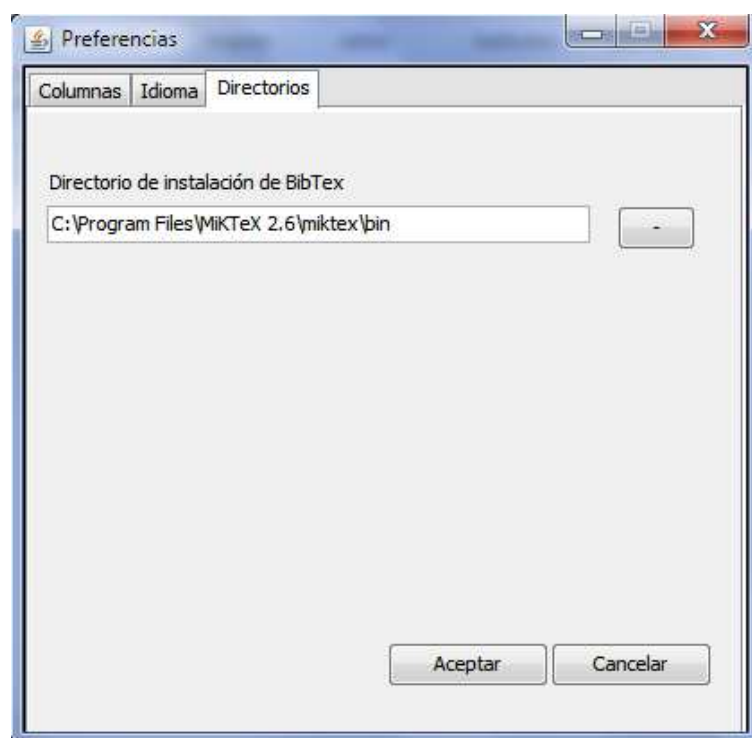 Preferencias
Columnas Idioma Directorios
Directorio de instalación de BibTex
C:\Program Files\MiKTeX 2.6\miktex\bin
-
Aceptar Cancelar